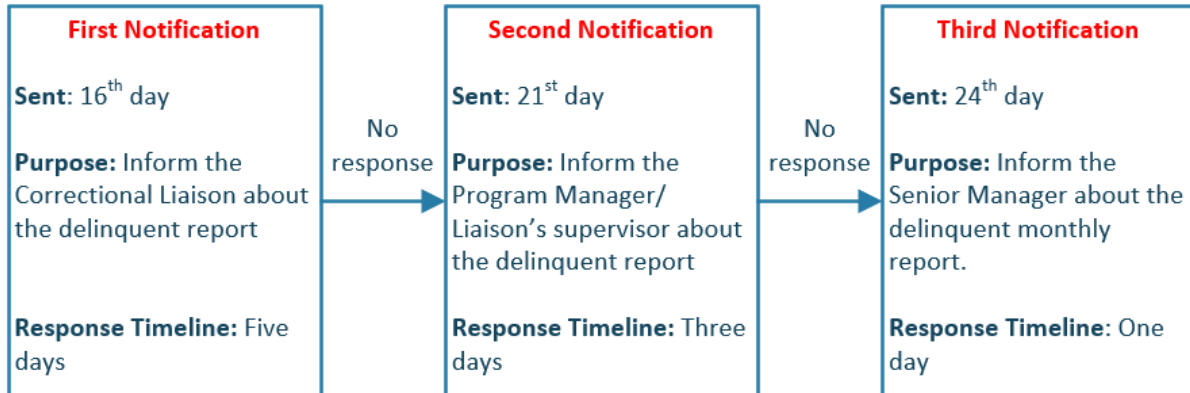 First Notification
Sent: 16th day
Purpose: Inform the
Correctional Liaison about
the delinquent report
Response Timeline: Five
days
No
response
Second Notification
Sent: 21st day
Purpose: Inform the
Program Manager/
Liaison's supervisor about
the delinquent report
Response Timeline: Three
days
No
response
Third Notification
Sent: 24th day
Purpose: Inform the
Senior Manager about the
delinquent monthly
report.
Response Timeline: One
day